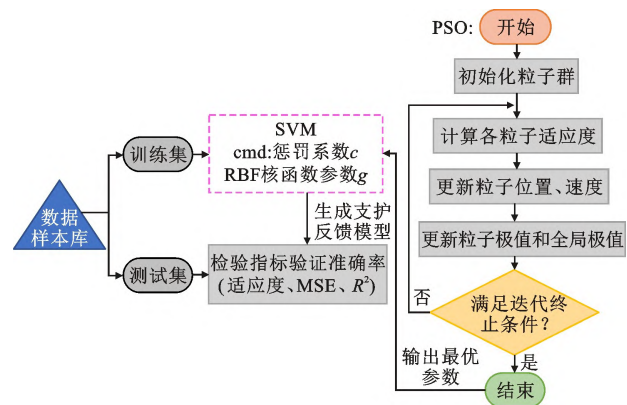 PSO:
开始
初始化粒子群
计算各粒子适应度
更新粒子位置、速度
更新粒子极值和全局极值
满足迭代终
止条件？
否
是
结束
输出最优
参数
数据
样本库
训练集
测试集
SVM
cmd:惩罚系数c
RBF核函数参数g
生成支护
反馈模型
检验指标验证准确率
(适应度、MSE、R²)